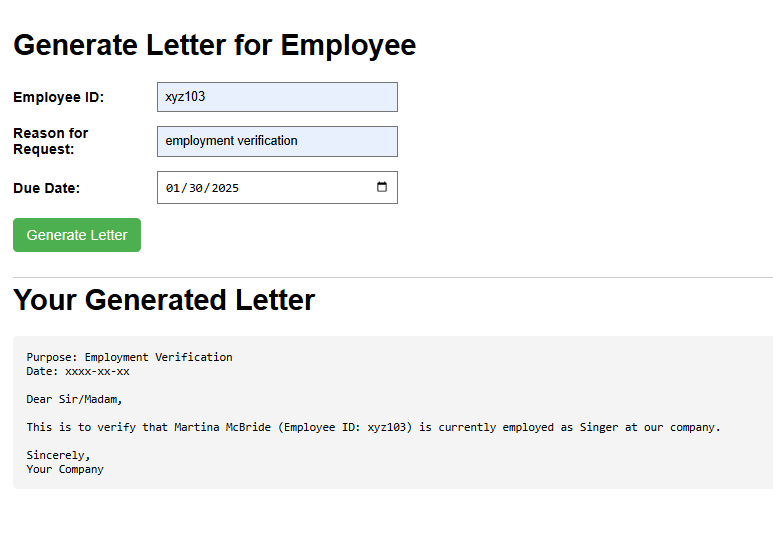 Generate Letter for Employee
Employee ID:
xyz103
Reason for
Request:
employment verification
Due Date:
01/30/2025
Generate Letter
Your Generated Letter
Purpose: Employment Verification
Date: xxxx-xx-xx
Dear Sir/Madam,
This is to verify that Martina McBride (Employee ID: xyz103) is currently employed as Singer at our company.
Sincerely,
Your Company